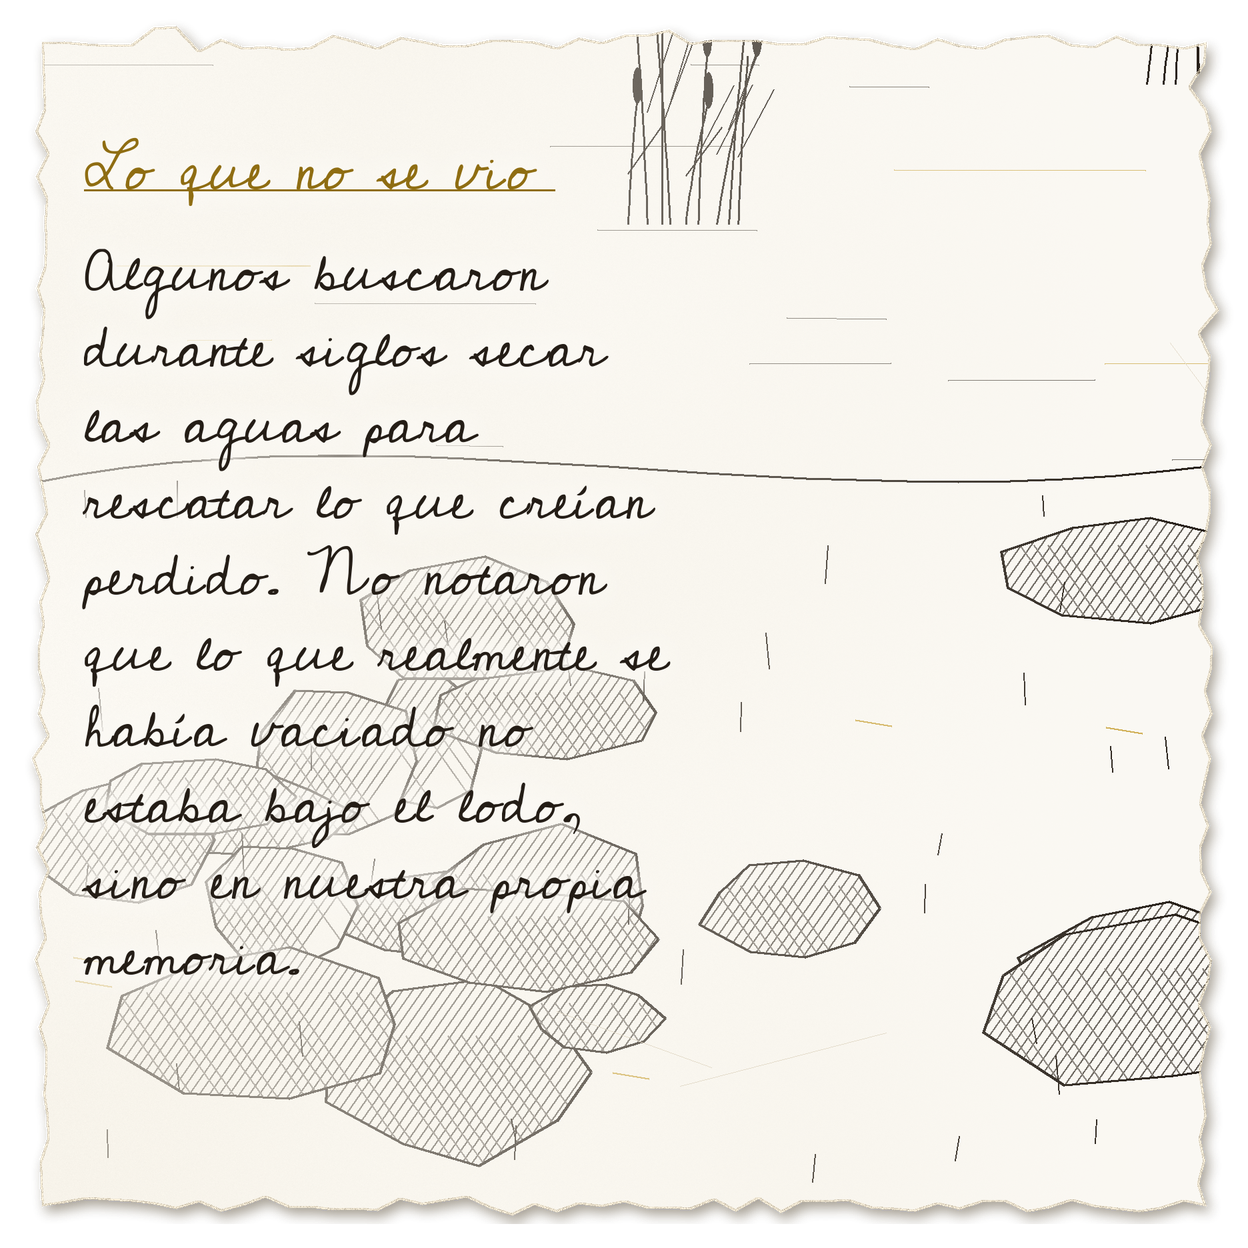 Lo que no se vio
Algunos buscaron
durante siglos secar
las aguas para
rescatar lo que creían
perdido. No notaron
que lo que realmente se
había vaciado no
estaba bajo el lodo,
sino en nuestra propia
memoria.